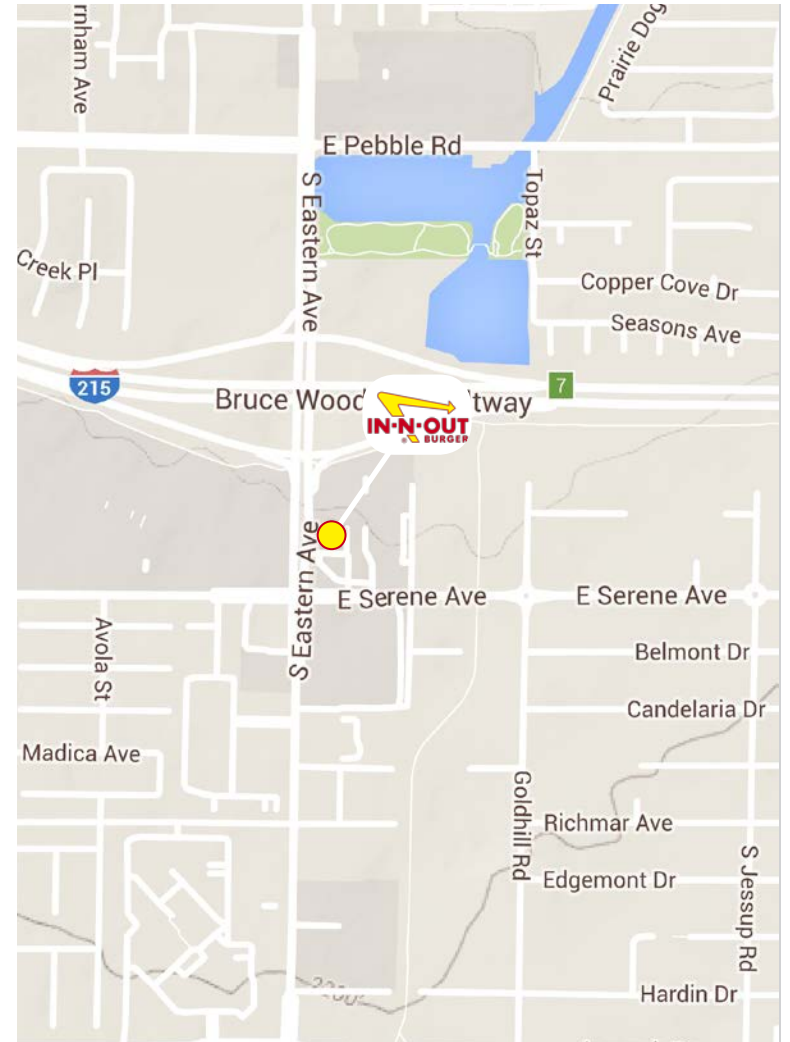 Prairie Dog
E Pebble Rd
S Eastern Ave
Topaz St
Creek Pl
Copper Cove Dr
Seasons Ave
215
7
Bruce Wood
tway
IN-N-OUT
BURGER
S Eastern Ave
E Serene Ave
E Serene Ave
Avola St
Belmont Dr
Candelaria Dr
Madica Ave
Goldhill Rd
Richmar Ave
S Jessup Rd
Edgemont Dr
Hardin Dr